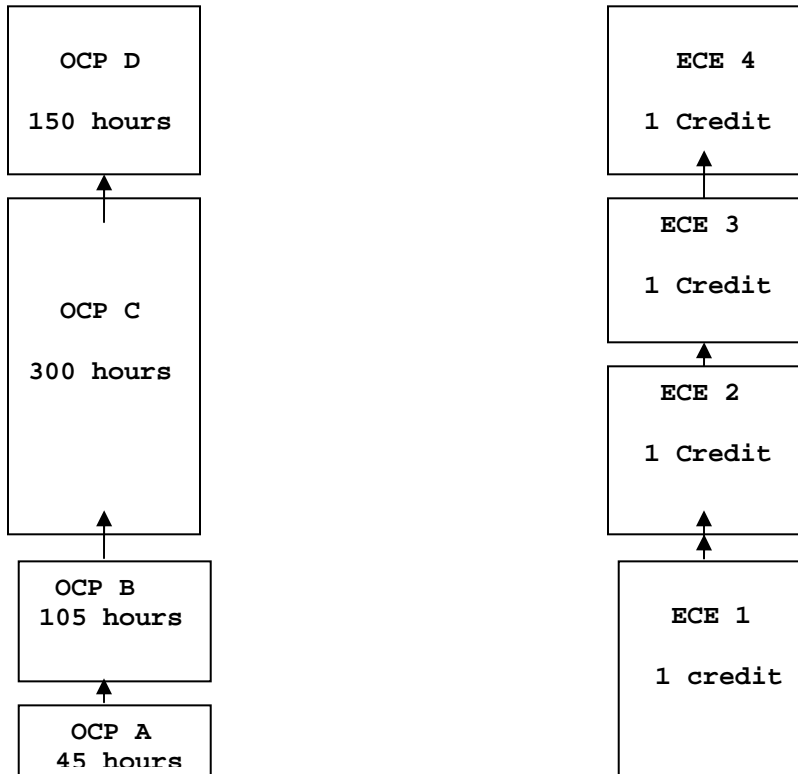 OCP D
150 hours
OCP C
300 hours
OCP B
105 hours
OCP A
45 hours
ECE 4
1 Credit
ECE 3
1 Credit
ECE 2
1 Credit
ECE 1
1 credit